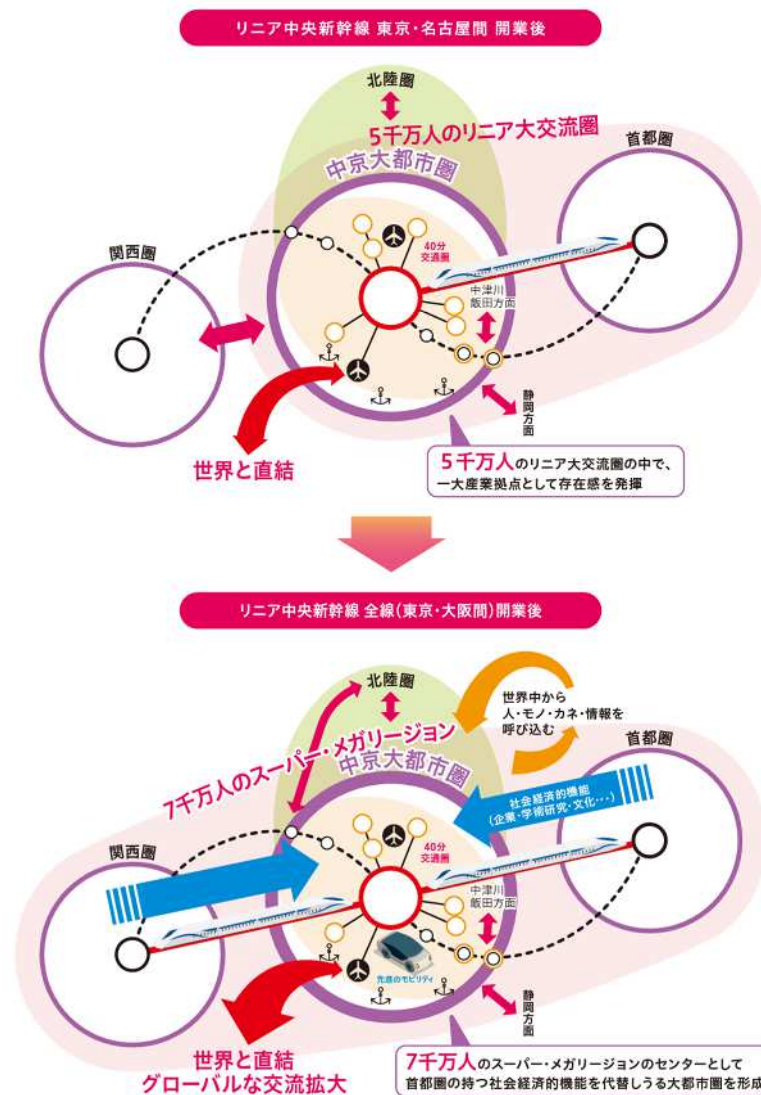 リニア中央新幹線 東京・名古屋間 開業後
北陸圏
5千万人のリニア大交流圏
首都圏
中京大都市圏
関西圏
40分
交通圏
中津川
飯田方面
静岡方面
世界と直結
5千万人のリニア大交流圏の中で、
一大産業拠点として存在感を発揮
リニア中央新幹線 全線(東京・大阪間)開業後
北陸圏
世界中から
人・モノ・カネ・情報を
呼び込む
7千万人のスーパー・メガリージョン
首都圏
中京大都市圏
社会経済的機能
(企業・学術研究・文化･･･)
関西圏
40分
交通圏
中津川
飯田方面
先進のモビリティ
静岡方面
世界と直結
グローバルな交流拡大
7千万人のスーパー・メガリージョンのセンターとして
首都圏の持つ社会経済的機能を代替しうる大都市圏を形成